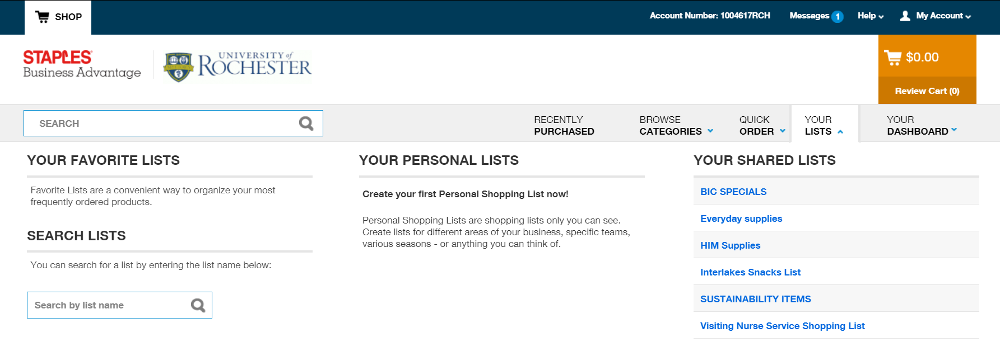 SHOP
Account Number: 1004617RCH
Messages 1
Help
My Account
STAPLES
Business Advantage
UNIVERSITY of
ROCHESTER
$0.00
Review Cart (0)
SEARCH
RECENTLY
PURCHASED
BROWSE
CATEGORIES
QUICK
ORDER
YOUR
LISTS
YOUR
DASHBOARD
YOUR FAVORITE LISTS
Favorite Lists are a convenient way to organize your most
frequently ordered products.
SEARCH LISTS
You can search for a list by entering the list name below:
Search by list name
YOUR PERSONAL LISTS
Create your first Personal Shopping List now!
Personal Shopping Lists are shopping lists only you can see.
Create lists for different areas of your business, specific teams,
various seasons - or anything you can think of.
YOUR SHARED LISTS
BIC SPECIALS
Everyday supplies
HIM Supplies
Interlakes Snacks List
SUSTAINABILITY ITEMS
Visiting Nurse Service Shopping List